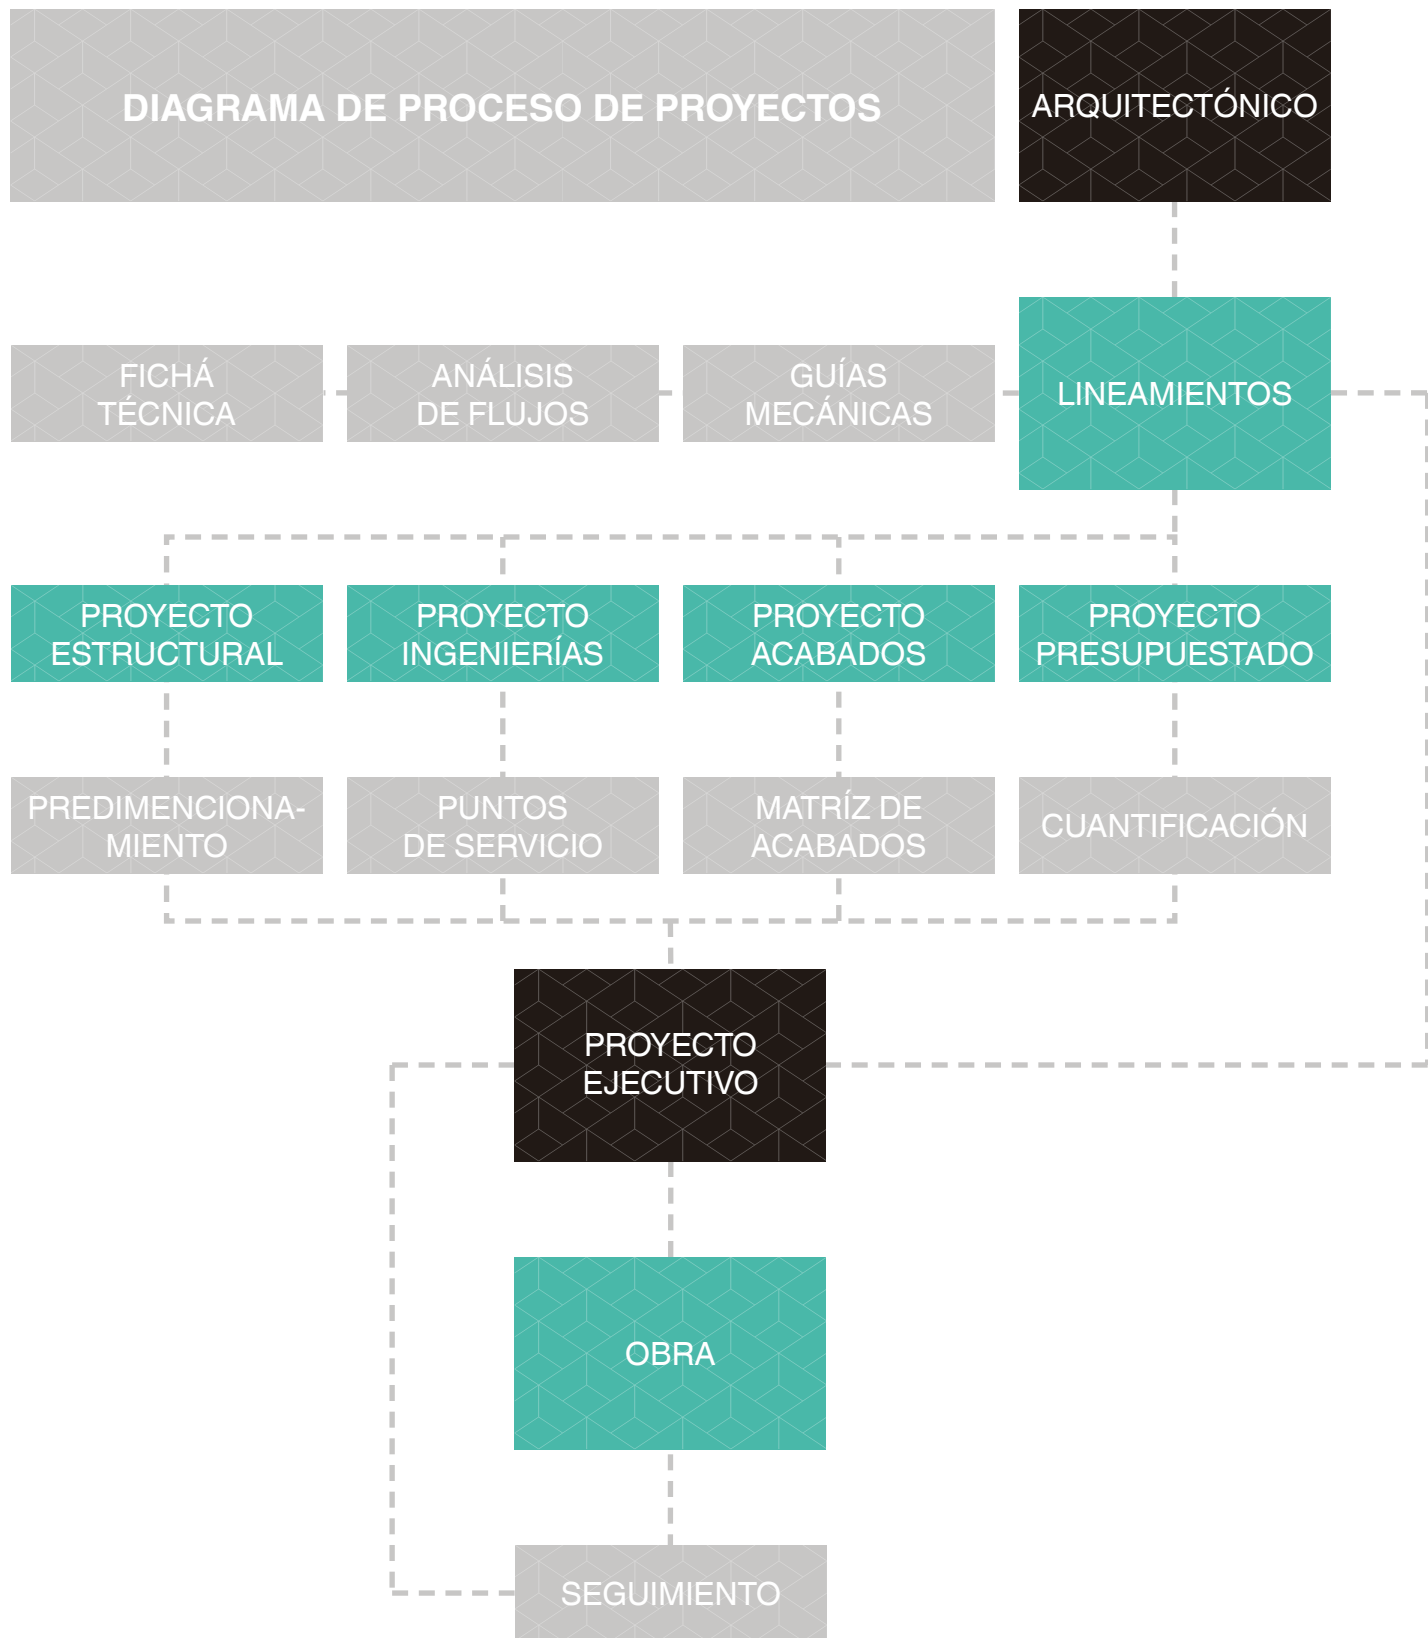 DIAGRAMA DE PROCESO DE PROYECTOS
ARQUITECTÓNICO
FICHÁ
TÉCNICA
ANÁLISIS
DE FLUJOS
GUÍAS
MECÁNICAS
LINEAMIENTOS
PROYECTO
ESTRUCTURAL
PROYECTO
INGENIERÍAS
PROYECTO
ACABADOS
PROYECTO
PRESUPUESTADO
PREDIMENCIONA-
MIENTO
PUNTOS
DE SERVICIO
MATRÍZ DE
ACABADOS
CUANTIFICACIÓN
PROYECTO
EJECUTIVO
OBRA
SEGUIMIENTO